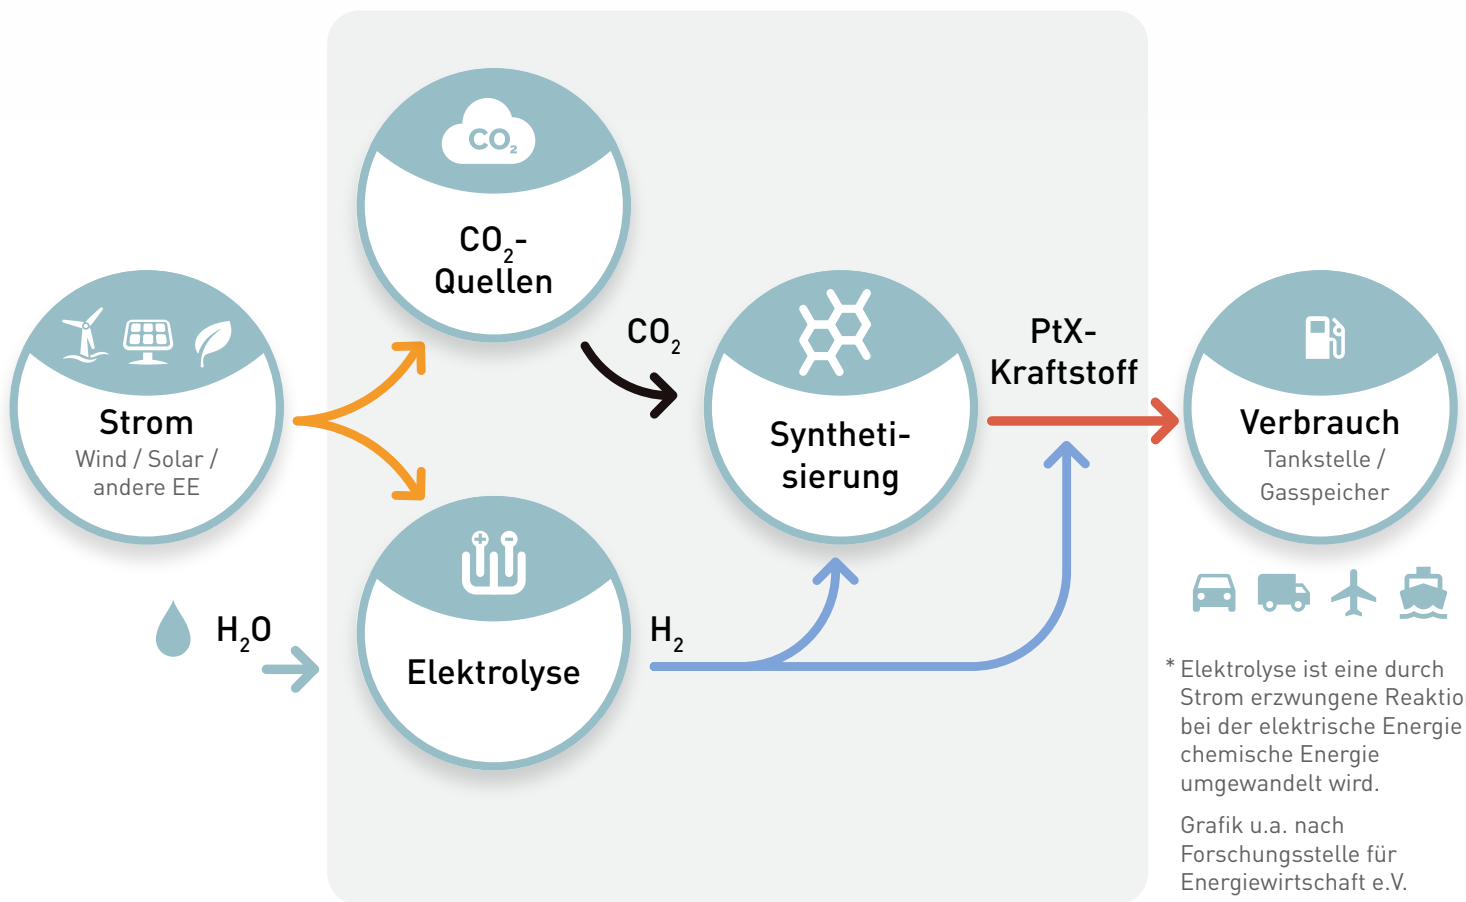 CO₂
CO₂-
Quellen
Strom
Wind / Solar /
andere EE
H₂O
Elektrolyse
CO₂
H₂
Syntheti-
sierung
PtX-
Kraftstoff
Verbrauch
Tankstelle /
Gasspeicher
* Elektrolyse ist eine durch
Strom erzwungene Reaktio
bei der elektrische Energie
chemische Energie
umgewandelt wird.
Grafik u.a. nach
Forschungsstelle für
Energiewirtschaft e.V.